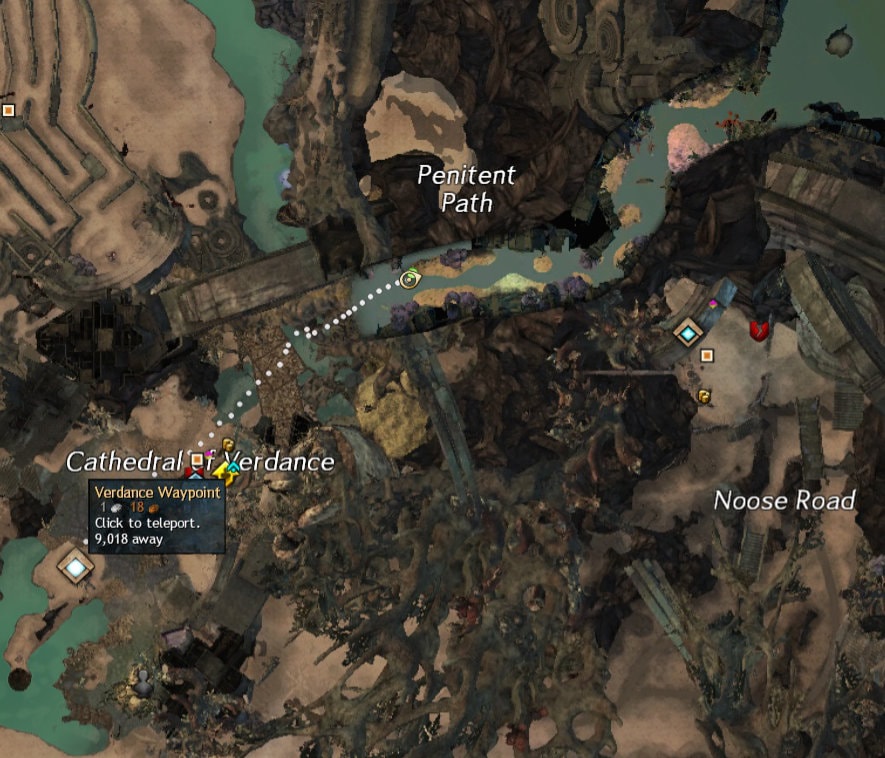 Penitent
Path
Cathedral of Verdance
Verdance Waypoint
1 18
Click to teleport.
9,018 away
Noose Road